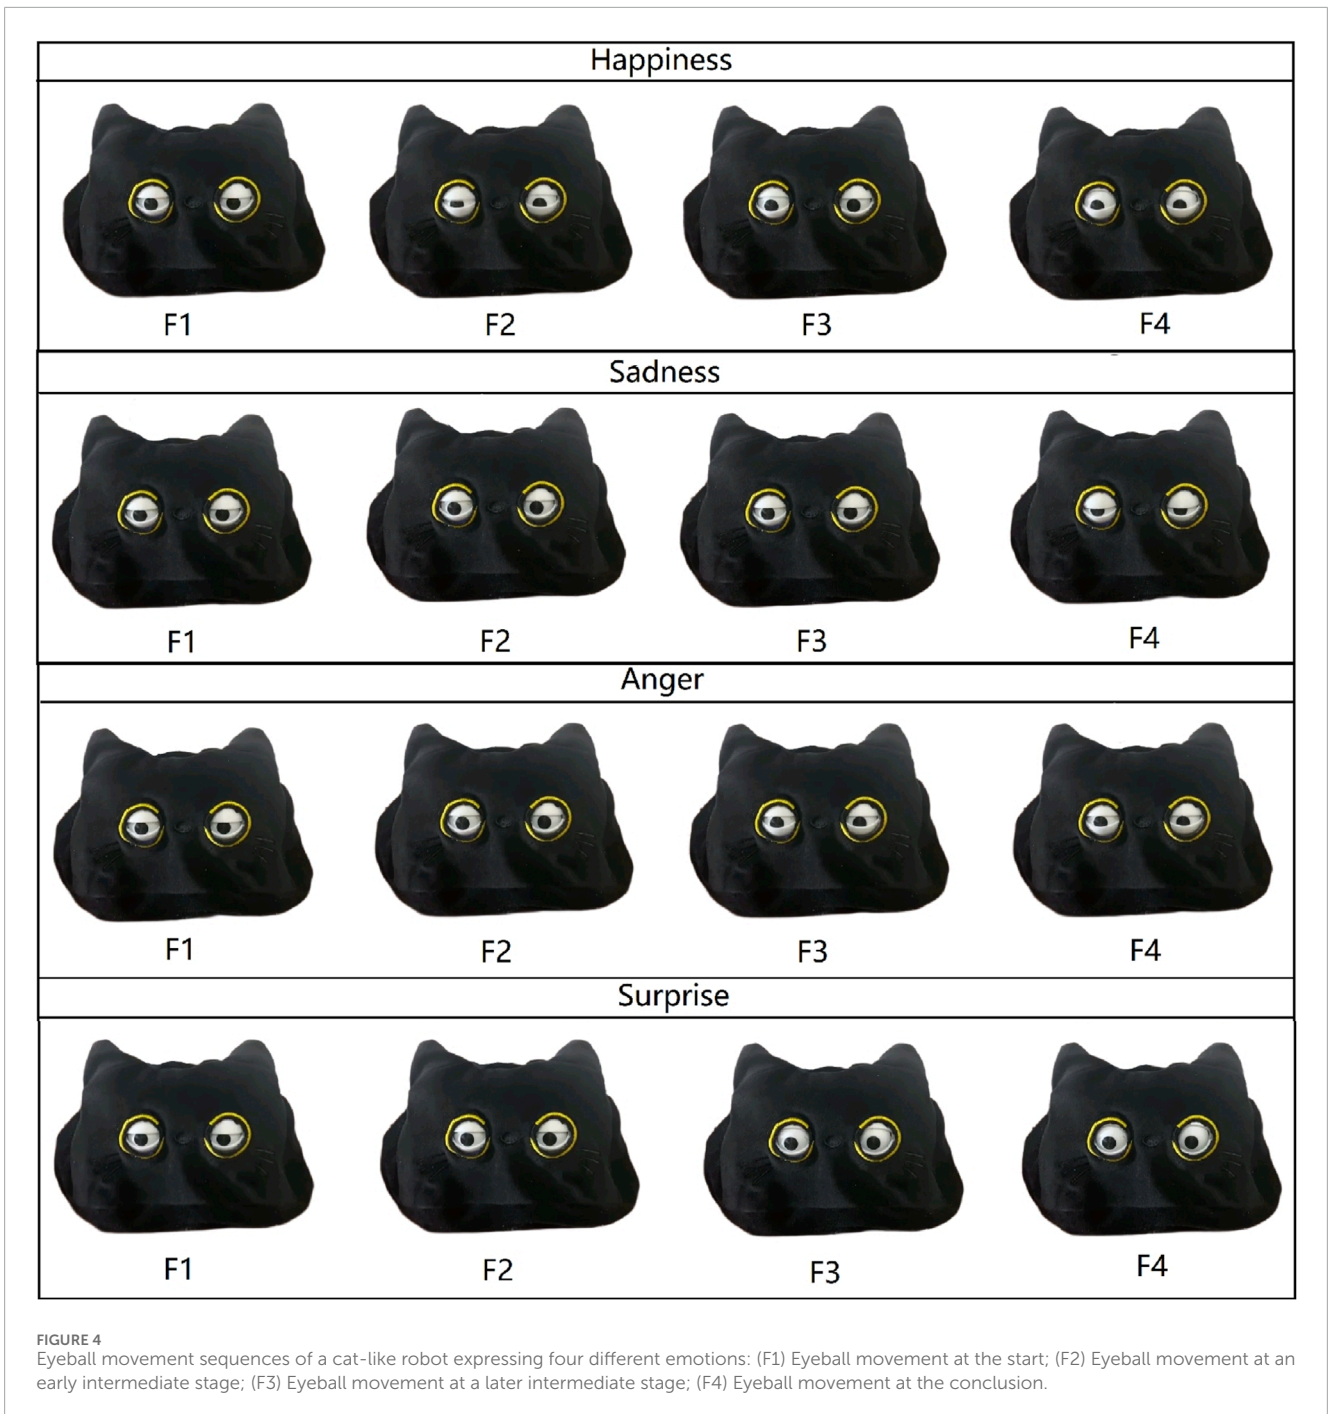 Happiness
F1 F2 F3 F4
Sadness
F1 F2 F3 F4
Anger
F1 F2 F3 F4
Surprise
F1 F2 F3 F4
FIGURE 4
Eyeball movement sequences of a cat-like robot expressing four different emotions: (F1) Eyeball movement at the start; (F2) Eyeball movement at an
early intermediate stage; (F3) Eyeball movement at a later intermediate stage; (F4) Eyeball movement at the conclusion.